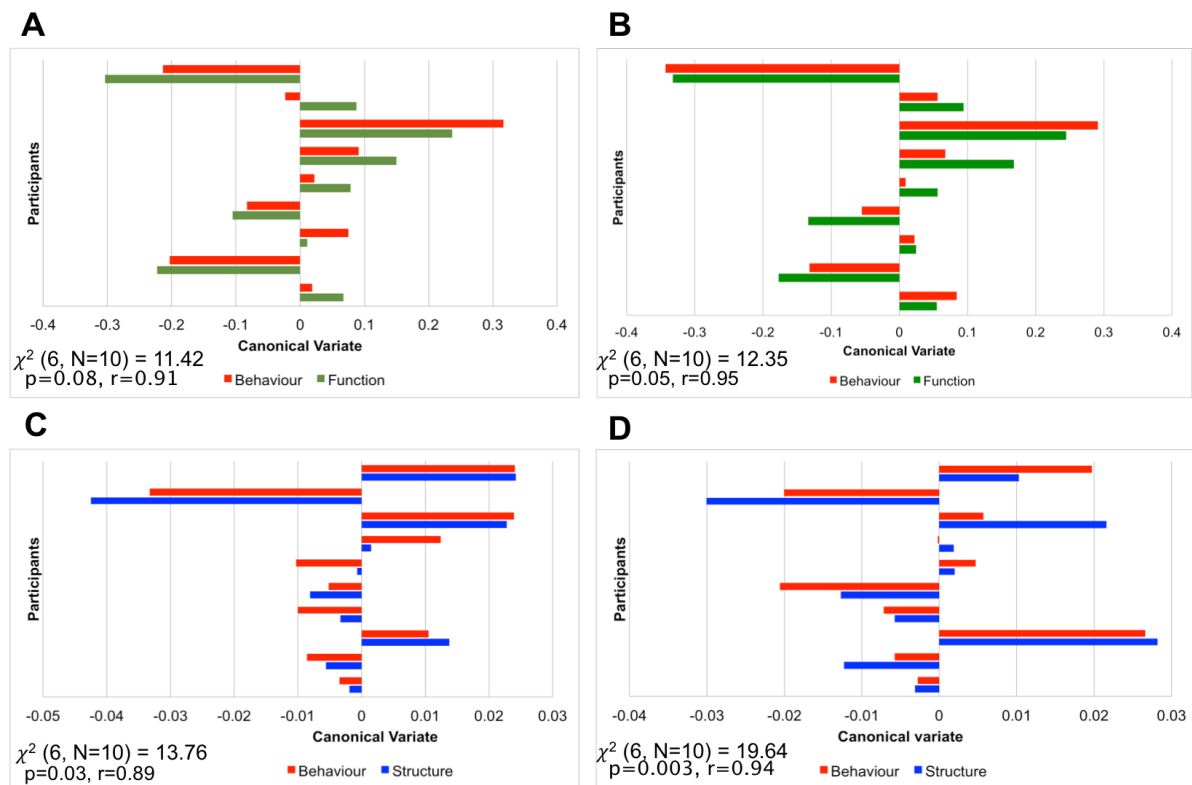 A
Participants
-0.4 -0.3 -0.2 -0.1 0 0.1 0.2 0.3 0.4
Canonical Variate
χ² (6, N=10) = 11.42
p=0.08, r=0.91
Behaviour Function
B
Participants
-0.4 -0.3 -0.2 -0.1 0 0.1 0.2 0.3 0.4
Canonical Variate
χ² (6, N=10) = 12.35
p=0.05, r=0.95
Behaviour Function
C
Participants
-0.05 -0.04 -0.03 -0.02 -0.01 0 0.01 0.02 0.03
Canonical Variate
χ² (6, N=10) = 13.76
p=0.03, r=0.89
Behaviour Structure
D
Participants
-0.04 -0.03 -0.02 -0.01 0 0.01 0.02 0.03
Canonical variate
χ² (6, N=10) = 19.64
p=0.003, r=0.94
Behaviour Structure